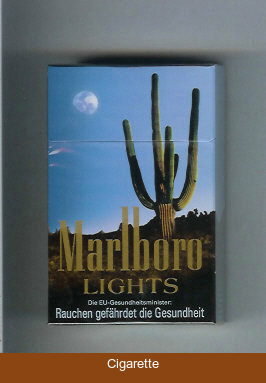 Marlboro
LIGHTS
Die EU-Gesundheitsminister:
Rauchen gefährdet die Gesundheit
Cigarette